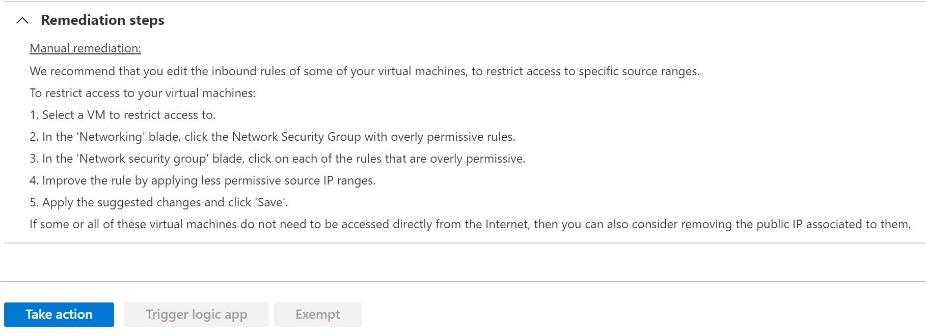 Remediation steps
Manual remediation:
We recommend that you edit the inbound rules of some of your virtual machines, to restrict access to specific source ranges.
To restrict access to your virtual machines:
1. Select a VM to restrict access to.
2. In the 'Networking' blade, click the Network Security Group with overly permissive rules.
3. In the 'Network security group' blade, click on each of the rules that are overly permissive.
4. Improve the rule by applying less permissive source IP ranges.
5. Apply the suggested changes and click 'Save'.
If some or all of these virtual machines do not need to be accessed directly from the Internet, then you can also consider removing the public IP associated to them.
Take action Trigger logic app Exempt